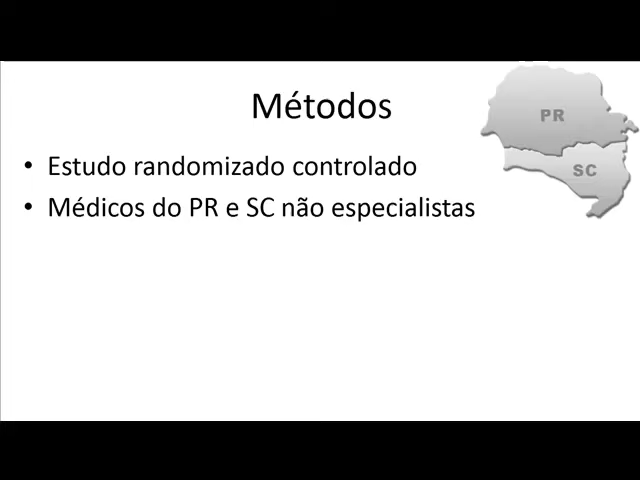 Métodos
• Estudo randomizado controlado
• Médicos do PR e SC não especialistas
PR
SC